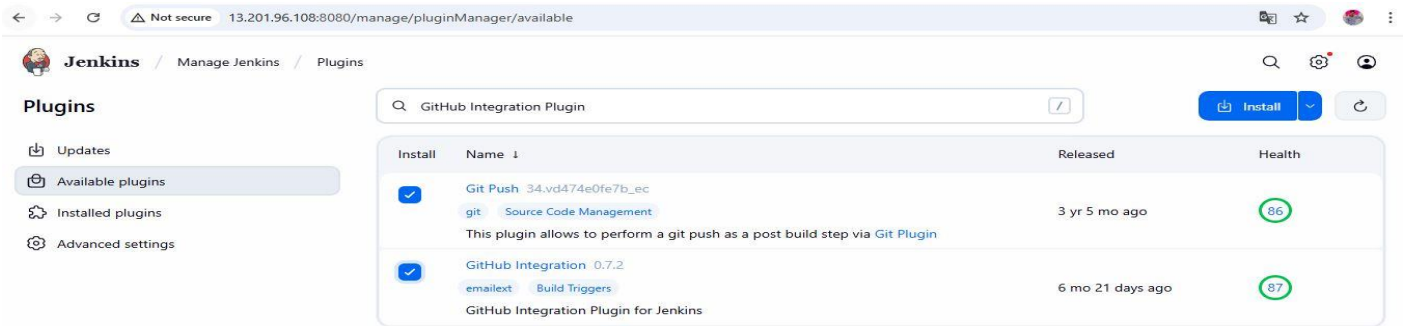 Not secure 13.201.96.108:8080/manage/pluginManager/available
Jenkins / Manage Jenkins / Plugins
Plugins
GitHub Integration Plugin /
Install
Updates
Available plugins
Installed plugins
Advanced settings
Install Name ↓ Released Health
Git Push 34.vd474e0fe7b_ec
git Source Code Management
This plugin allows to perform a git push as a post build step via Git Plugin
3 yr 5 mo ago
86
GitHub Integration 0.7.2
emailext Build Triggers
GitHub Integration Plugin for Jenkins
6 mo 21 days ago
87